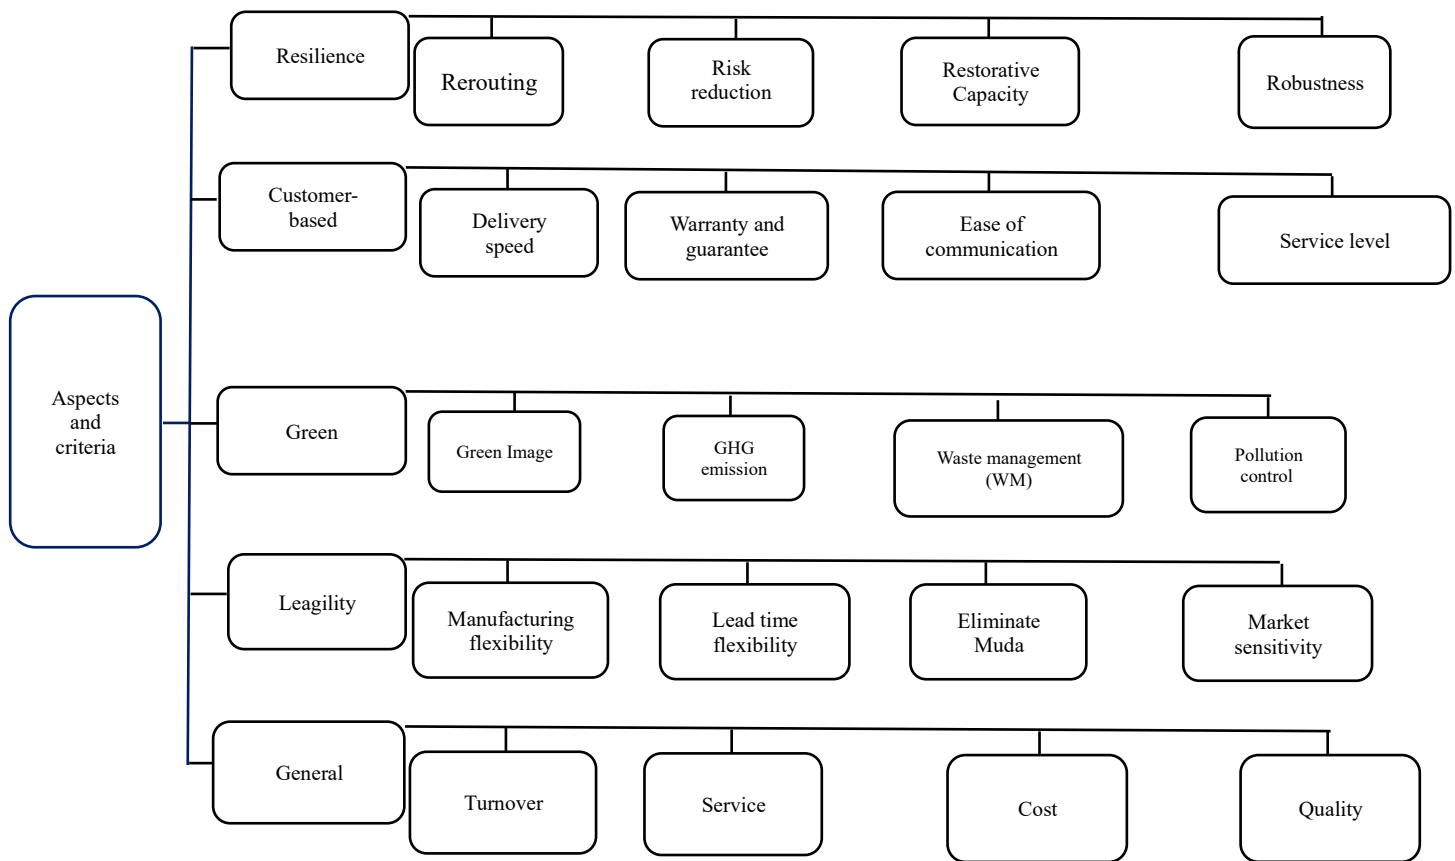 Resilience
Rerouting
Risk
reduction
Restorative
Capacity
Robustness
Customer-
based
Delivery
speed
Warranty and
guarantee
Ease of
communication
Service level
Aspects
and
criteria
Green
Green Image
GHG
emission
Waste management
(WM)
Pollution
control
Leagility
Manufacturing
flexibility
Lead time
flexibility
Eliminate
Muda
Market
sensitivity
General
Turnover
Service
Cost
Quality